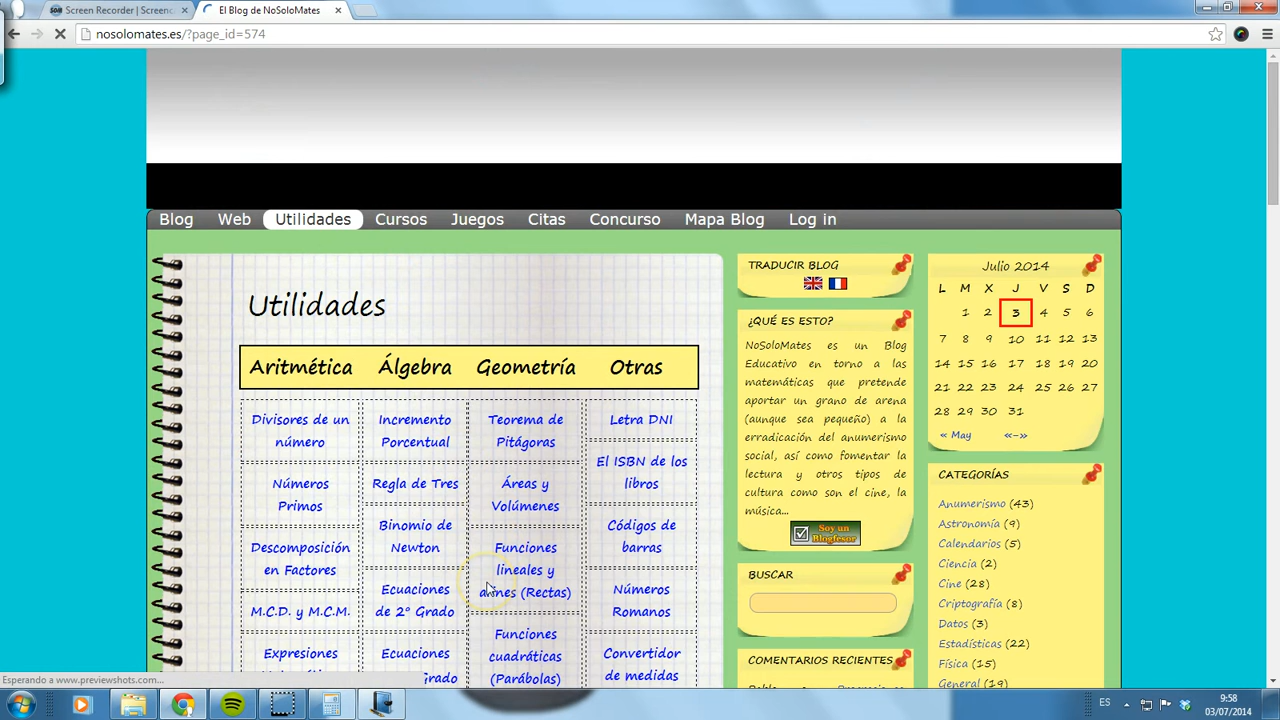 Screen Recorder | Screenc
El Blog de NoSoloMates
nosolomates.es/?page_id=574
Blog
Web
Utilidades
Cursos
Juegos
Citas
Concurso
Mapa Blog
Log in
Utilidades
Aritmética
Álgebra
Geometría
Otras
Divisores de un
número
Números
Primos
Descomposición
en Factores
M.C.D. y M.C.M.
Expresiones
Incremento
Porcentual
Regla de Tres
Binomio de
Newton
Ecuaciones
de 2º Grado
Ecuaciones
Teorema de
Pitágoras
Áreas y
Volúmenes
Funciones
lineales y
afines (Rectas)
Funciones
cuadráticas
(Parábolas)
Letra DNI
El ISBN de los
libros
Códigos de
barras
Números
Romanos
Convertidor
de medidas
TRADUCIR BLOG
¿QUÉ ES ESTO?
NoSoloMates es un Blog
Educativo en torno a las
matemáticas que pretende
aportar un grano de arena
(aunque sea pequeño) a la
erradicación del anumerismo
social, así como fomentar la
lectura y otros tipos de
cultura como son el cine, la
música...
Soy un
Blogfesor
BUSCAR
COMENTARIOS RECIENTES
Julio 2014
L M X J V S D
1 2 3 4 5 6
7 8 9 10 11 12 13
14 15 16 17 18 19 20
21 22 23 24 25 26 27
28 29 30 31
« May «-»
CATEGORÍAS
Anumerismo (43)
Astronomía (9)
Calendarios (5)
Ciencia (2)
Cine (28)
Criptografía (8)
Datos (3)
Estadísticas (22)
Física (15)
General (19)
Esperando a www.previewshots.com...
ES
9:58
03/07/2014